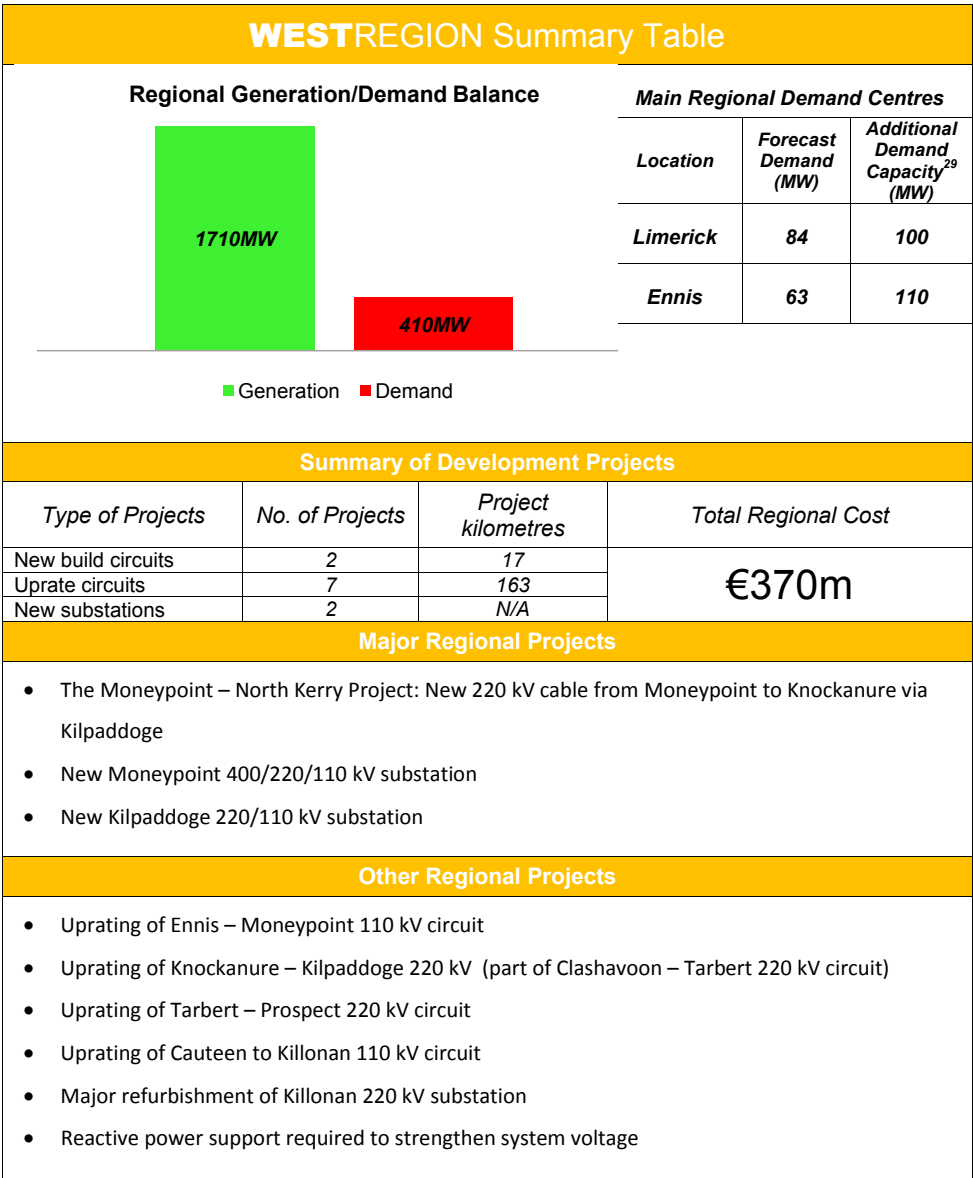 WESTREGION Summary Table
Regional Generation/Demand Balance
1710MW
410MW
Generation Demand
Main Regional Demand Centres
Location Forecast Demand (MW) Additional Demand Capacity29 (MW)
Limerick 84 100
Ennis 63 110
Summary of Development Projects
Type of Projects No. of Projects Project kilometres Total Regional Cost
New build circuits 2 17
Uprate circuits 7 163
New substations 2 N/A
€370m
Major Regional Projects
• The Moneypoint – North Kerry Project: New 220 kV cable from Moneypoint to Knockanure via
Kilpaddoge
• New Moneypoint 400/220/110 kV substation
• New Kilpaddoge 220/110 kV substation
Other Regional Projects
• Uprating of Ennis – Moneypoint 110 kV circuit
• Uprating of Knockanure – Kilpaddoge 220 kV (part of Clashavoon – Tarbert 220 kV circuit)
• Uprating of Tarbert – Prospect 220 kV circuit
• Uprating of Cauteen to Killonan 110 kV circuit
• Major refurbishment of Killonan 220 kV substation
• Reactive power support required to strengthen system voltage